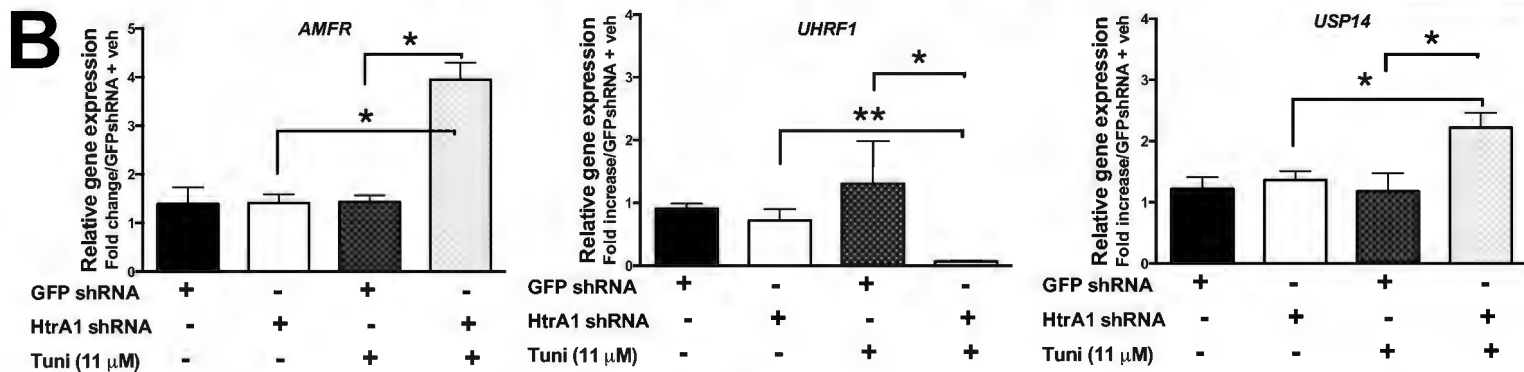 B
AMFR
Relative gene expression
Fold change/GFPshRNA + veh
5
4
3
2
1
0
*
*
GFP shRNA + - + -
HtrA1 shRNA - + - +
Tuni (11 μM) - - + +
UHRF1
Relative gene expression
Fold increase/GFPshRNA + veh
4
3
2
1
0
*
**
GFP shRNA + - + -
HtrA1 shRNA - + - +
Tuni (11 μM) - - + +
USP14
Relative gene expression
Fold increase/GFPshRNA + veh
4
3
2
1
0
*
*
GFP shRNA + - + -
HtrA1 shRNA - + - +
Tuni (11 μM) - - + +